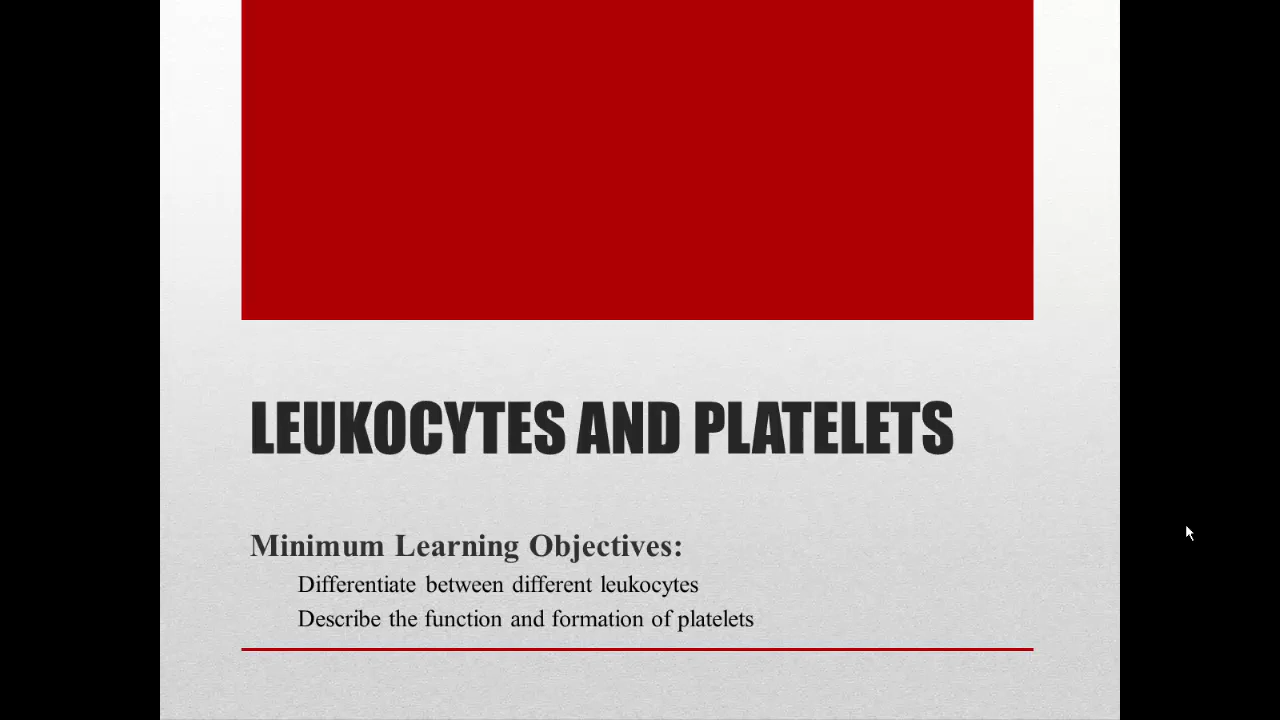 LEUKOCYTES AND PLATELETS
Minimum Learning Objectives:
Differentiate between different leukocytes
Describe the function and formation of platelets